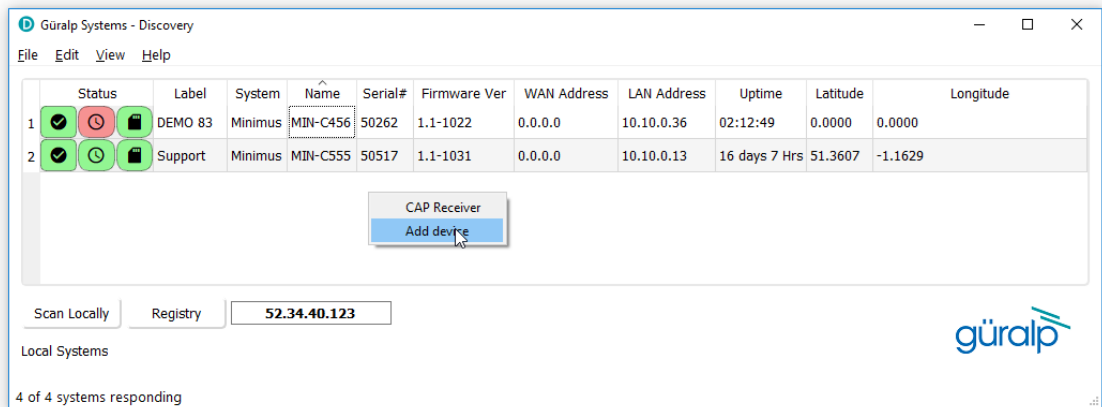 Güralp Systems - Discovery
File Edit View Help
Status Label System Name Serial# Firmware Ver WAN Address LAN Address Uptime Latitude Longitude
1 DEMO 83 Minimus MIN-C456 50262 1.1-1022 0.0.0.0 10.10.0.36 02:12:49 0.0000 0.0000
2 Support Minimus MIN-C555 50517 1.1-1031 0.0.0.0 10.10.0.13 16 days 7 Hrs 51.3607 -1.1629
CAP Receiver
Add device
Scan Locally Registry 52.34.40.123
güralp
Local Systems
4 of 4 systems responding